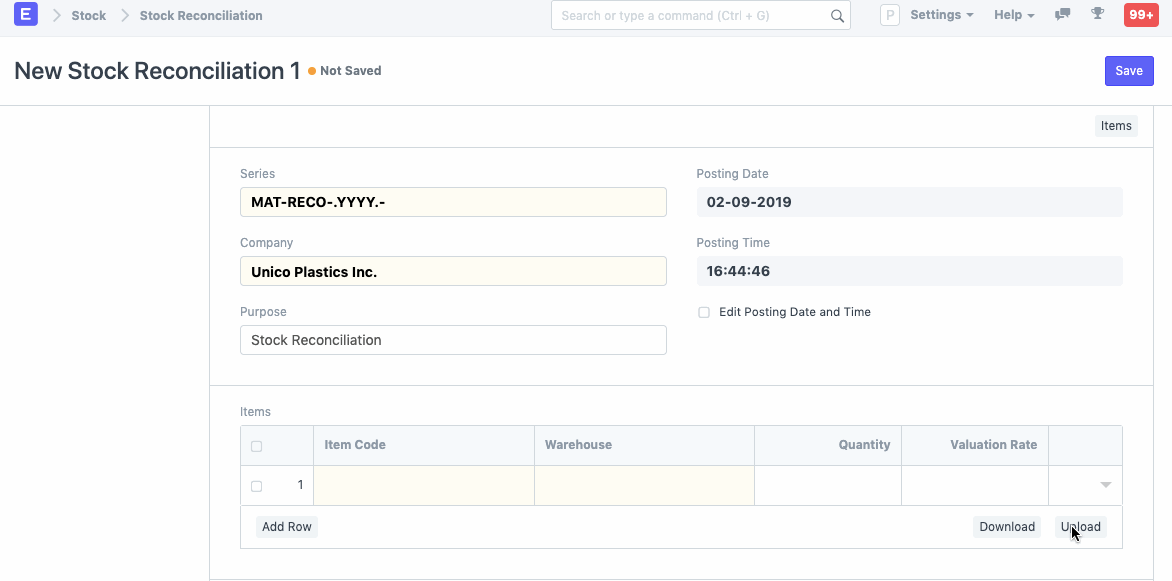 E Stock Stock Reconciliation Search or type a command (Ctrl + G) P Settings Help 99+
New Stock Reconciliation 1 Not Saved Save
Items
Series Posting Date
MAT-RECO-.YYYY.- 02-09-2019
Company Posting Time
Unico Plastics Inc. 16:44:46
Purpose Edit Posting Date and Time
Stock Reconciliation
Items
Item Code Warehouse Quantity Valuation Rate
1
Add Row Download Upload